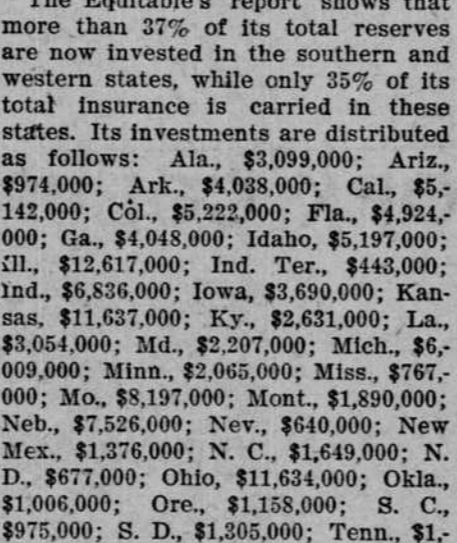 The Equitable's report shows that
more than 37% of its total reserves
are now invested in the southern and
western states, while only 35% of its
total insurance is carried in these
states. Its investments are distributed
as follows: Ala., $3,099,000; Ariz.,
$974,000; Ark., $4,038,000; Cal., $5,-
142,000; Col., $5,222,000; Fla., $4,924,-
000; Ga., $4,048,000; Idaho, $5,197,000;
Ill., $12,617,000; Ind. Ter., $443,000;
Ind., $6,836,000; Iowa, $3,690,000; Kan-
sas, $11,637,000; Ky., $2,631,000; La.,
$3,054,000; Md., $2,207,000; Mich., $6,-
009,000; Minn., $2,065,000; Miss., $767,-
000; Mo., $8,197,000; Mont., $1,890,000;
Neb., $7,526,000; Nev., $640,000; New
Mex., $1,376,000; N. C., $1,649,000; N.
D., $677,000; Ohio, $11,634,000; Okla.,
$1,006,000; Ore., $1,158,000; S. C.,
$975,000; S. D., $1,305,000; Tenn., $1,-